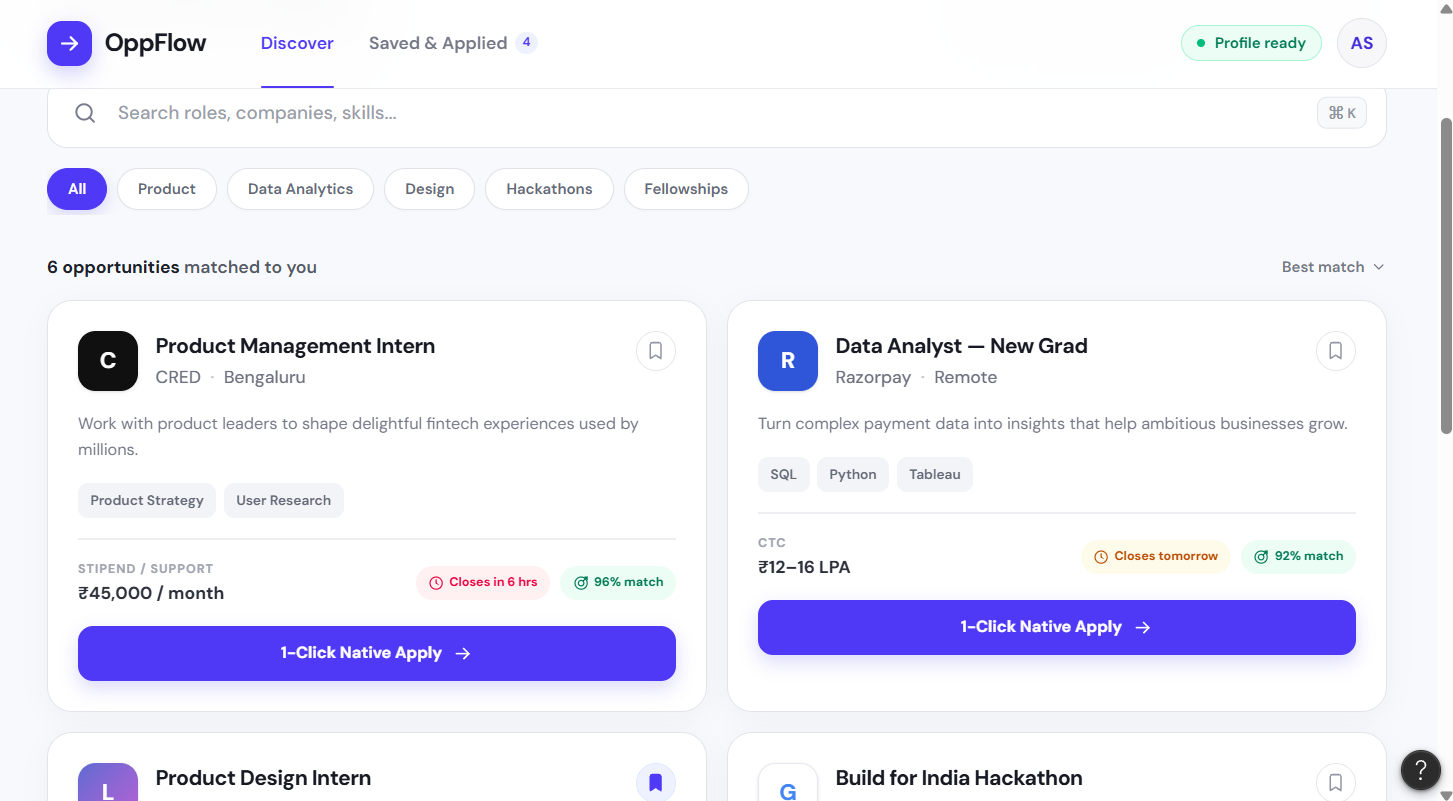 OppFlow
Discover
Saved & Applied 4
Profile ready
AS
Search roles, companies, skills...
⌘ K
All
Product
Data Analytics
Design
Hackathons
Fellowships
6 opportunities matched to you
Best match
C
Product Management Intern
CRED · Bengaluru
Work with product leaders to shape delightful fintech experiences used by
millions.
Product Strategy
User Research
STIPEND / SUPPORT
₹45,000 / month
Closes in 6 hrs
96% match
1-Click Native Apply →
R
Data Analyst — New Grad
Razorpay · Remote
Turn complex payment data into insights that help ambitious businesses grow.
SQL
Python
Tableau
CTC
₹12–16 LPA
Closes tomorrow
92% match
1-Click Native Apply →
L
Product Design Intern
G
Build for India Hackathon
?